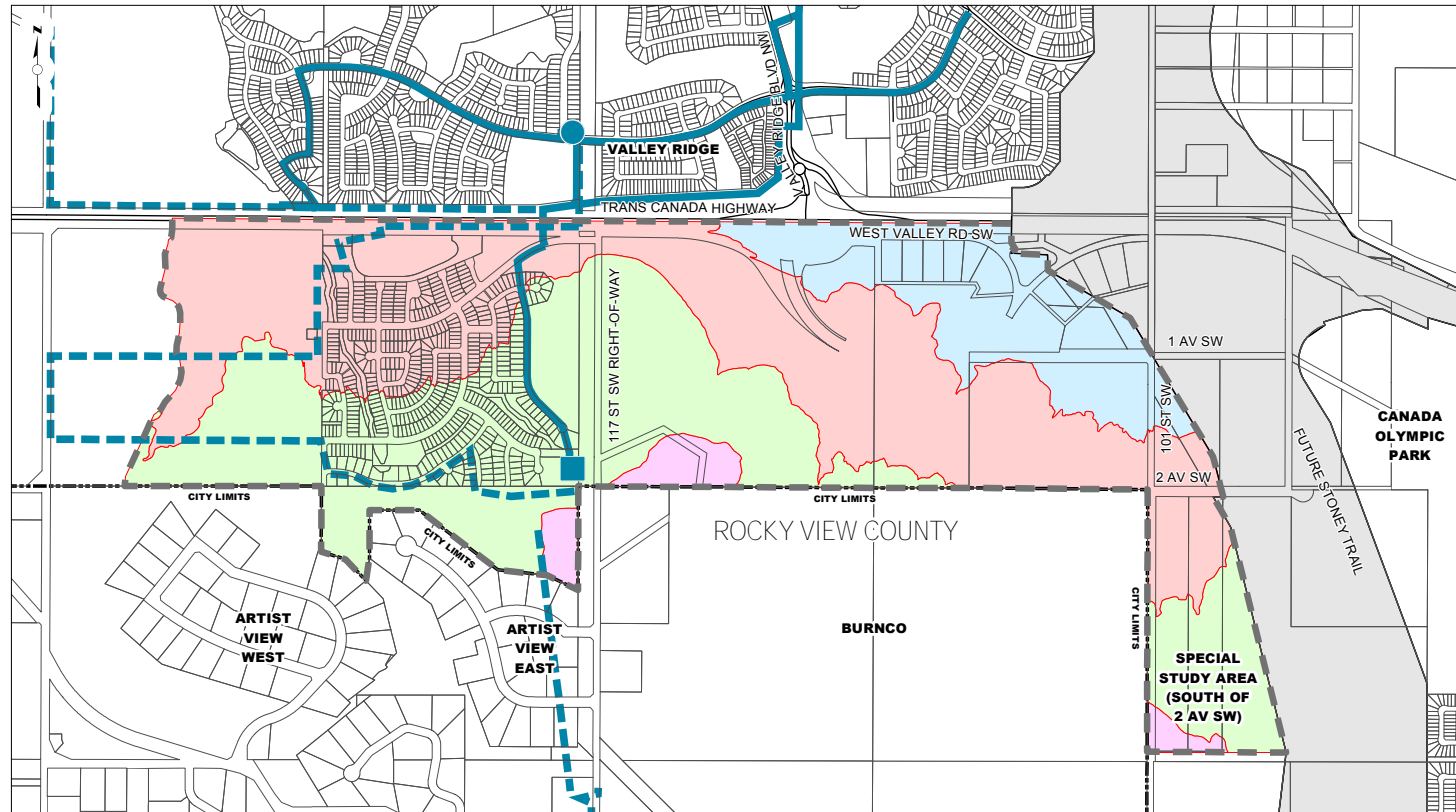 VALLEY RIDGE BLVD NW
VALLEY RIDGE
TRANS CANADA HIGHWAY
WEST VALLEY RD SW
117 ST SW RIGHT-OF-WAY
1 AV SW
101 ST SW
CANADA
OLYMPIC
PARK
FUTURE STONEY TRAIL
2 AV SW
CITY LIMITS
CITY LIMITS
CITY LIMITS
ROCKY VIEW COUNTY
CITY LIMITS
ARTIST
VIEW
WEST
ARTIST
VIEW
EAST
BURNCO
SPECIAL
STUDY AREA
(SOUTH OF
2 AV SW)